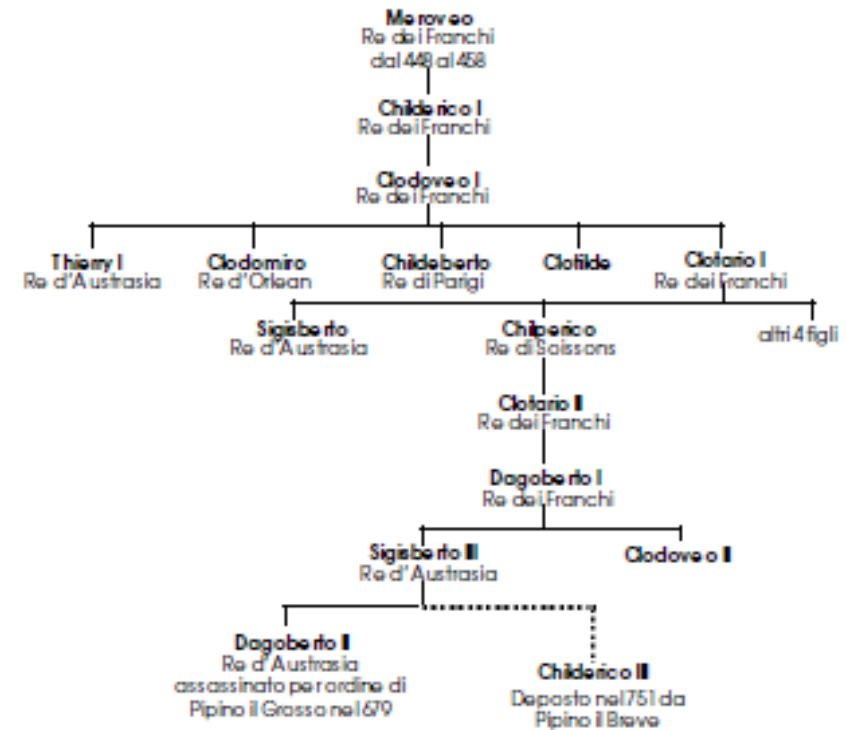 Meroveo
Re dei Franchi
dal 448 al 458
Childerico I
Re dei Franchi
Clodoveo I
Re dei Franchi
Thierry I
Re d'Austrasia
Clodomiro
Re d'Orlean
Childeberto
Re di Parigi
Clotilde
Clotario I
Re dei Franchi
Sigisberto
Re d'Austrasia
Chilperico
Re di Soissons
altri 4 figli
Clotario II
Re dei Franchi
Dagoberto I
Re dei Franchi
Sigisberto III
Re d'Austrasia
Clodoveo II
Dagoberto II
Re d'Austrasia
assassinato per ordine di
Pipino il Grosso nel 679
Childerico III
Deposto nel 751 da
Pipino il Breve